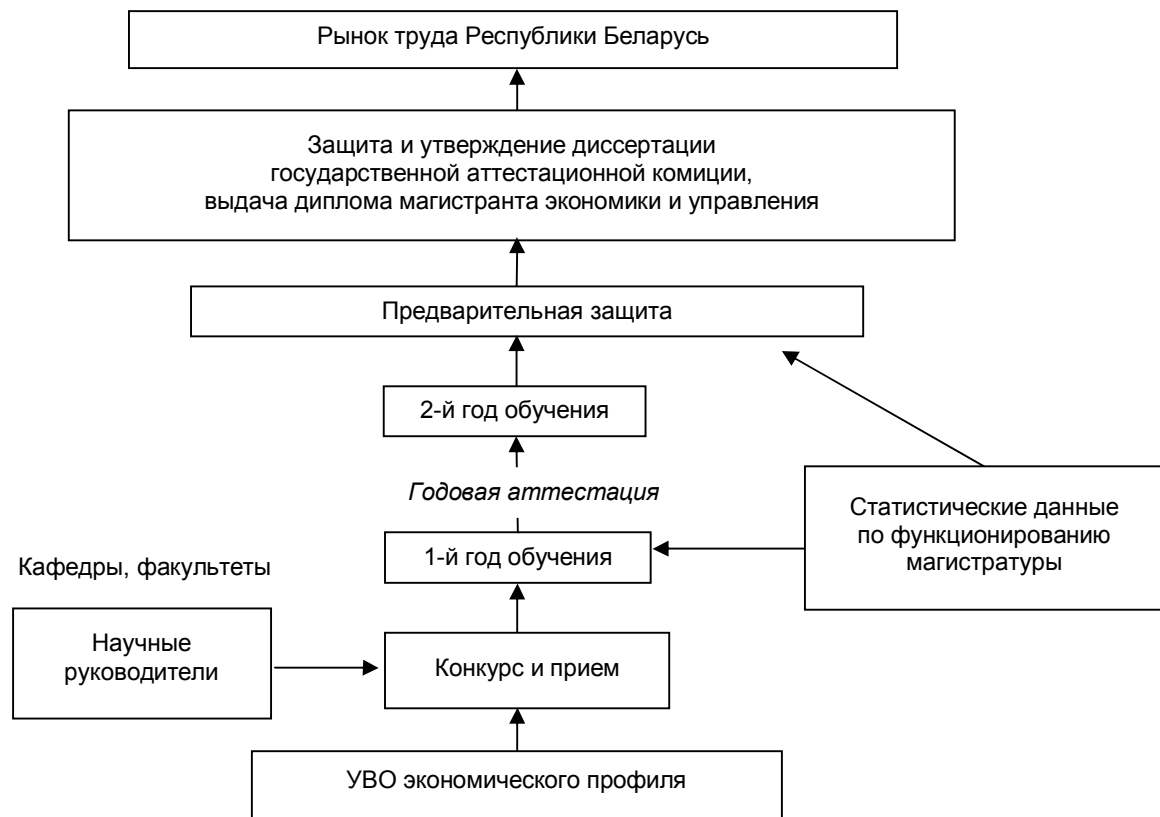 Рынок труда Республики Беларусь
Защита и утверждение диссертации
государственной аттестационной комиции,
выдача диплома магистранта экономики и управления
Предварительная защита
2-й год обучения
Годовая аттестация
Статистические данные
по функционированию
магистратуры
1-й год обучения
Кафедры, факультеты
Научные
руководители
Конкурс и прием
УВО экономического профиля